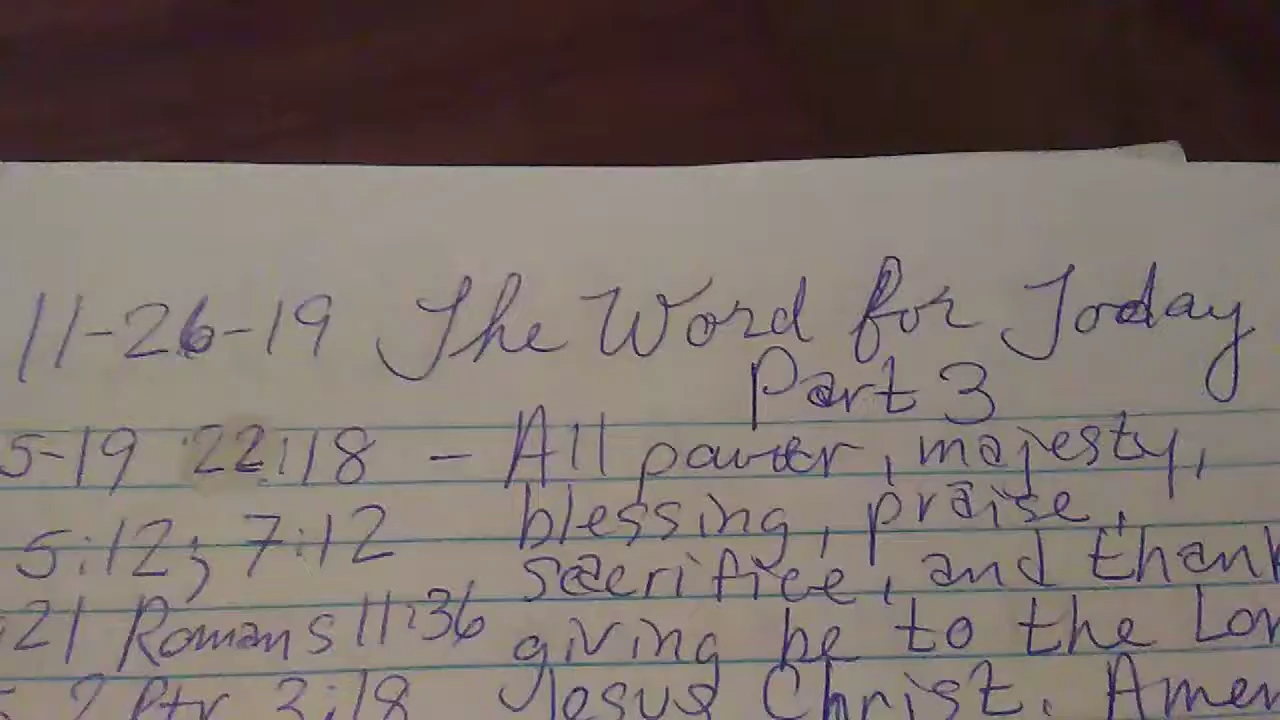 11-26-19 The Word for Today
Part 3
5-19 22:18 - All power, majesty,
5:12; 7:12 blessing, praise,
sacrifice, and thank
:21 Romans 11:36 giving be to the Lor
2 Ptr 3:18 Jesus Christ. Amen